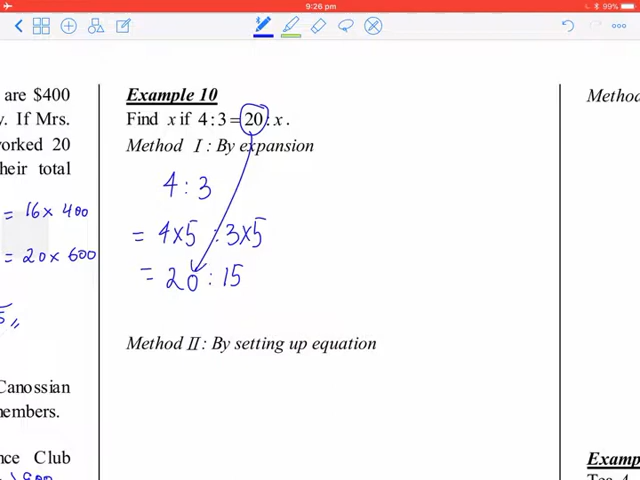 9:26 pm
99%
are $400
y. If Mrs.
worked 20
their total
= 16 × 400
= 20 × 600
Canossian
members.
nce Club
Example 10
Find x if 4 : 3 = 20 : x .
Method I : By expansion
4 : 3
= 4×5 : 3×5
= 20 : 15
Method II : By setting up equation
Method
Examp